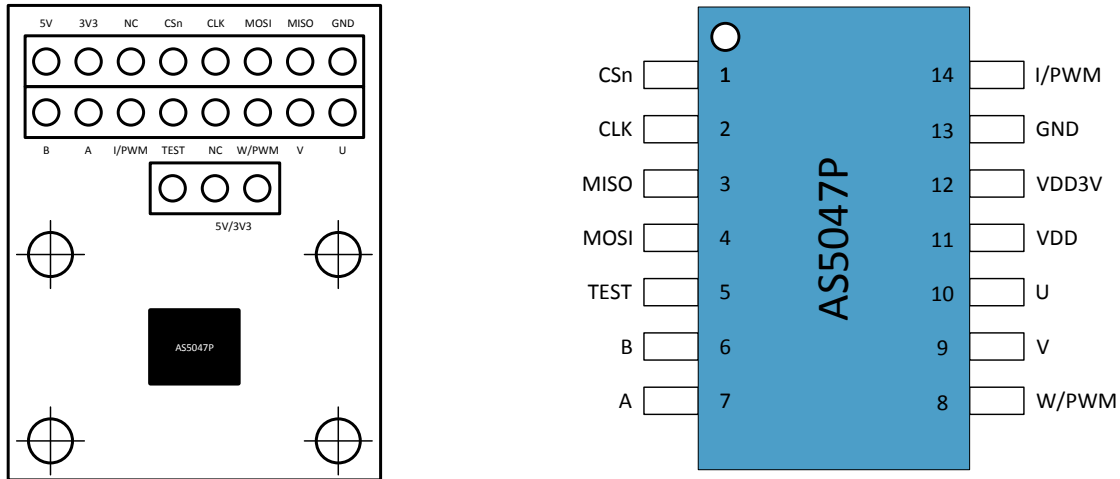 5V 3V3 NC CSn CLK MOSI MISO GND
B A I/PWM TEST NC W/PWM V U
5V/3V3
AS5047P
CSn 1 14 I/PWM
CLK 2 13 GND
MISO 3 12 VDD3V
MOSI 4 11 VDD
TEST 5 10 U
B 6 9 V
A 7 8 W/PWM
AS5047P